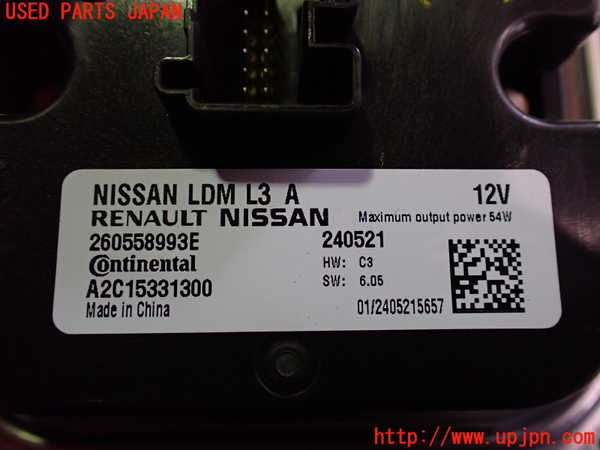 USED PARTS JAPAN
NISSAN LDM L3 A 12V
RENAULT NISSAN Maximum output power 54W
260558993E 240521
Continental HW: C3
A2C15331300 SW: 6.05
Made in China 01/2405215657
http://www.upjpn.com/